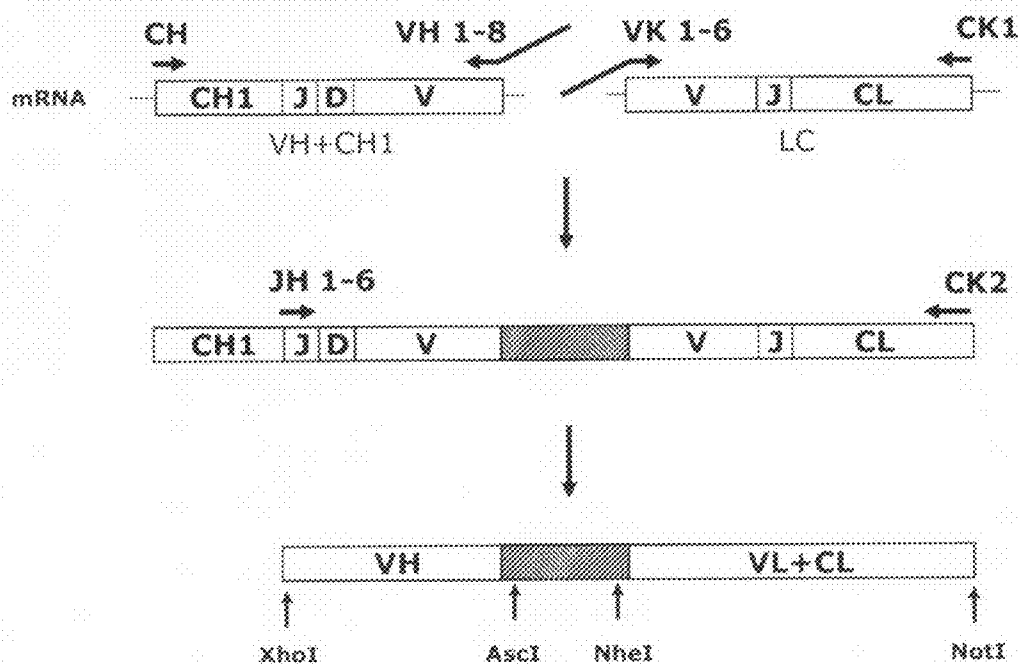 CH VH 1-8 VK 1-6 CK1
mRNA CH1 J D V V J CL
VH+CH1 LC
JH 1-6 CK2
CH1 J D V V J CL
VH VL+CL
XhoI AscI NheI NotI